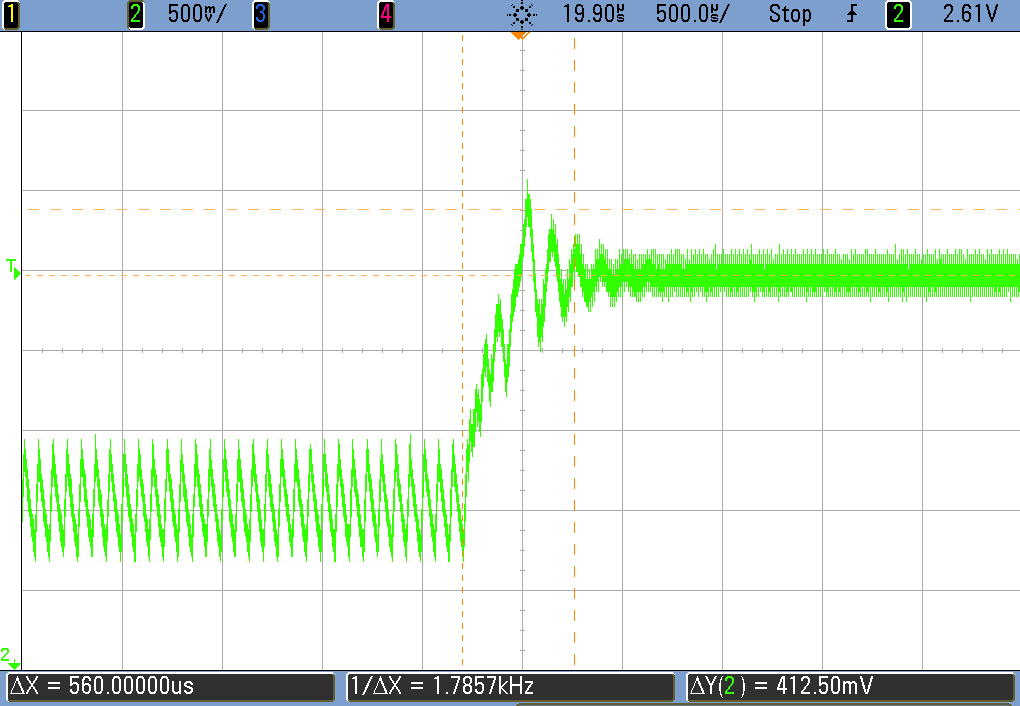 1 2 500mV/ 3 4 19.90us 500.0us/ Stop 2 2.61V
T
2
ΔX = 560.00000us 1/ΔX = 1.7857kHz ΔY(2) = 412.50mV